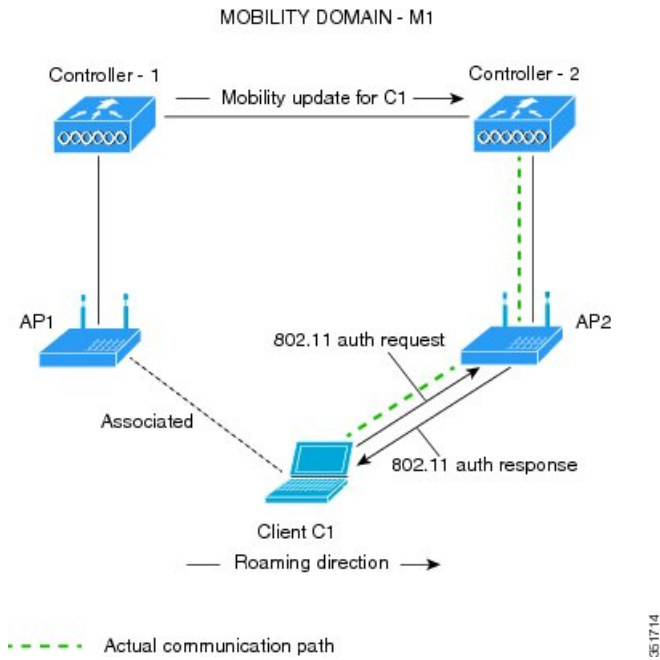 MOBILITY DOMAIN - M1
Controller - 1
Controller - 2
Mobility update for C1
AP1
AP2
802.11 auth request
Associated
802.11 auth response
Client C1
Roaming direction
Actual communication path
351714